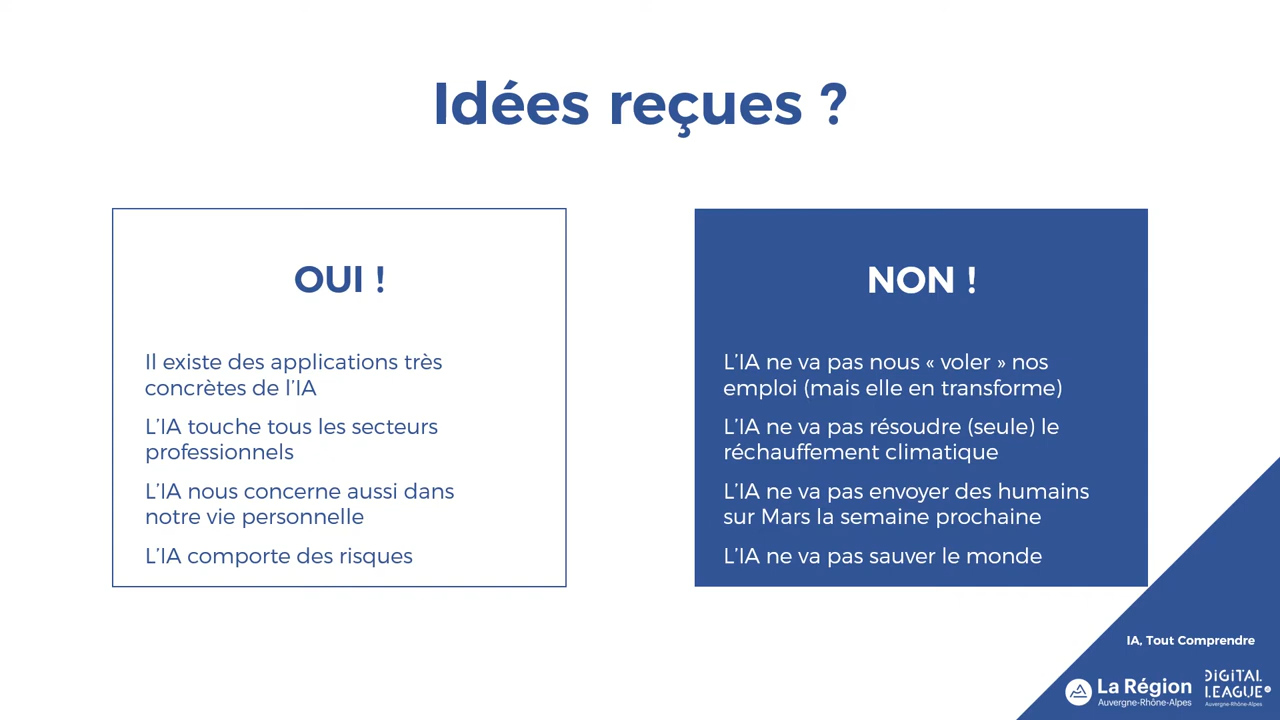 Idées reçues ?
OUI !
Il existe des applications très
concrètes de l'IA
L'IA touche tous les secteurs
professionnels
L'IA nous concerne aussi dans
notre vie personnelle
L'IA comporte des risques
NON !
L'IA ne va pas nous « voler » nos
emploi (mais elle en transforme)
L'IA ne va pas résoudre (seule) le
réchauffement climatique
L'IA ne va pas envoyer des humains
sur Mars la semaine prochaine
L'IA ne va pas sauver le monde
IA, Tout Comprendre
La Région
Auvergne-Rhône-Alpes
DIGITAL
LEAGUE
Auvergne-Rhône-Alpes